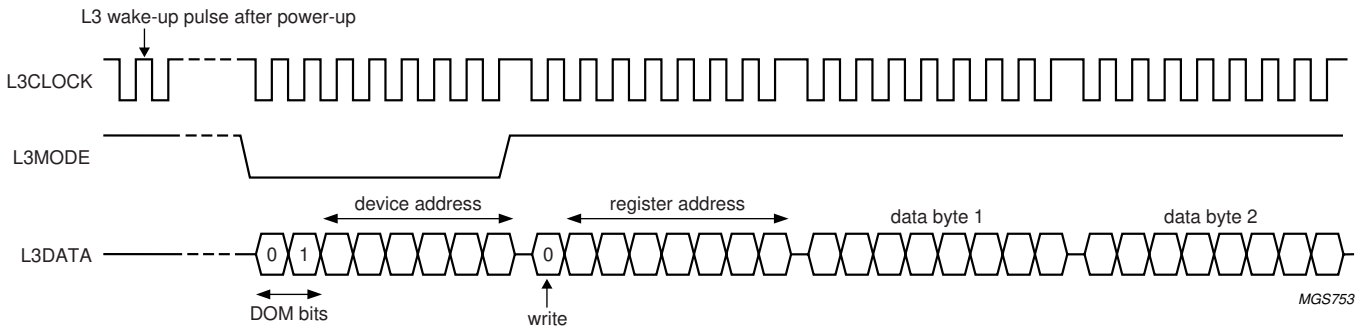 L3 wake-up pulse after power-up
L3CLOCK
L3MODE
device address
register address
data byte 1
data byte 2
L3DATA
0 1
0
DOM bits
write
MGS753